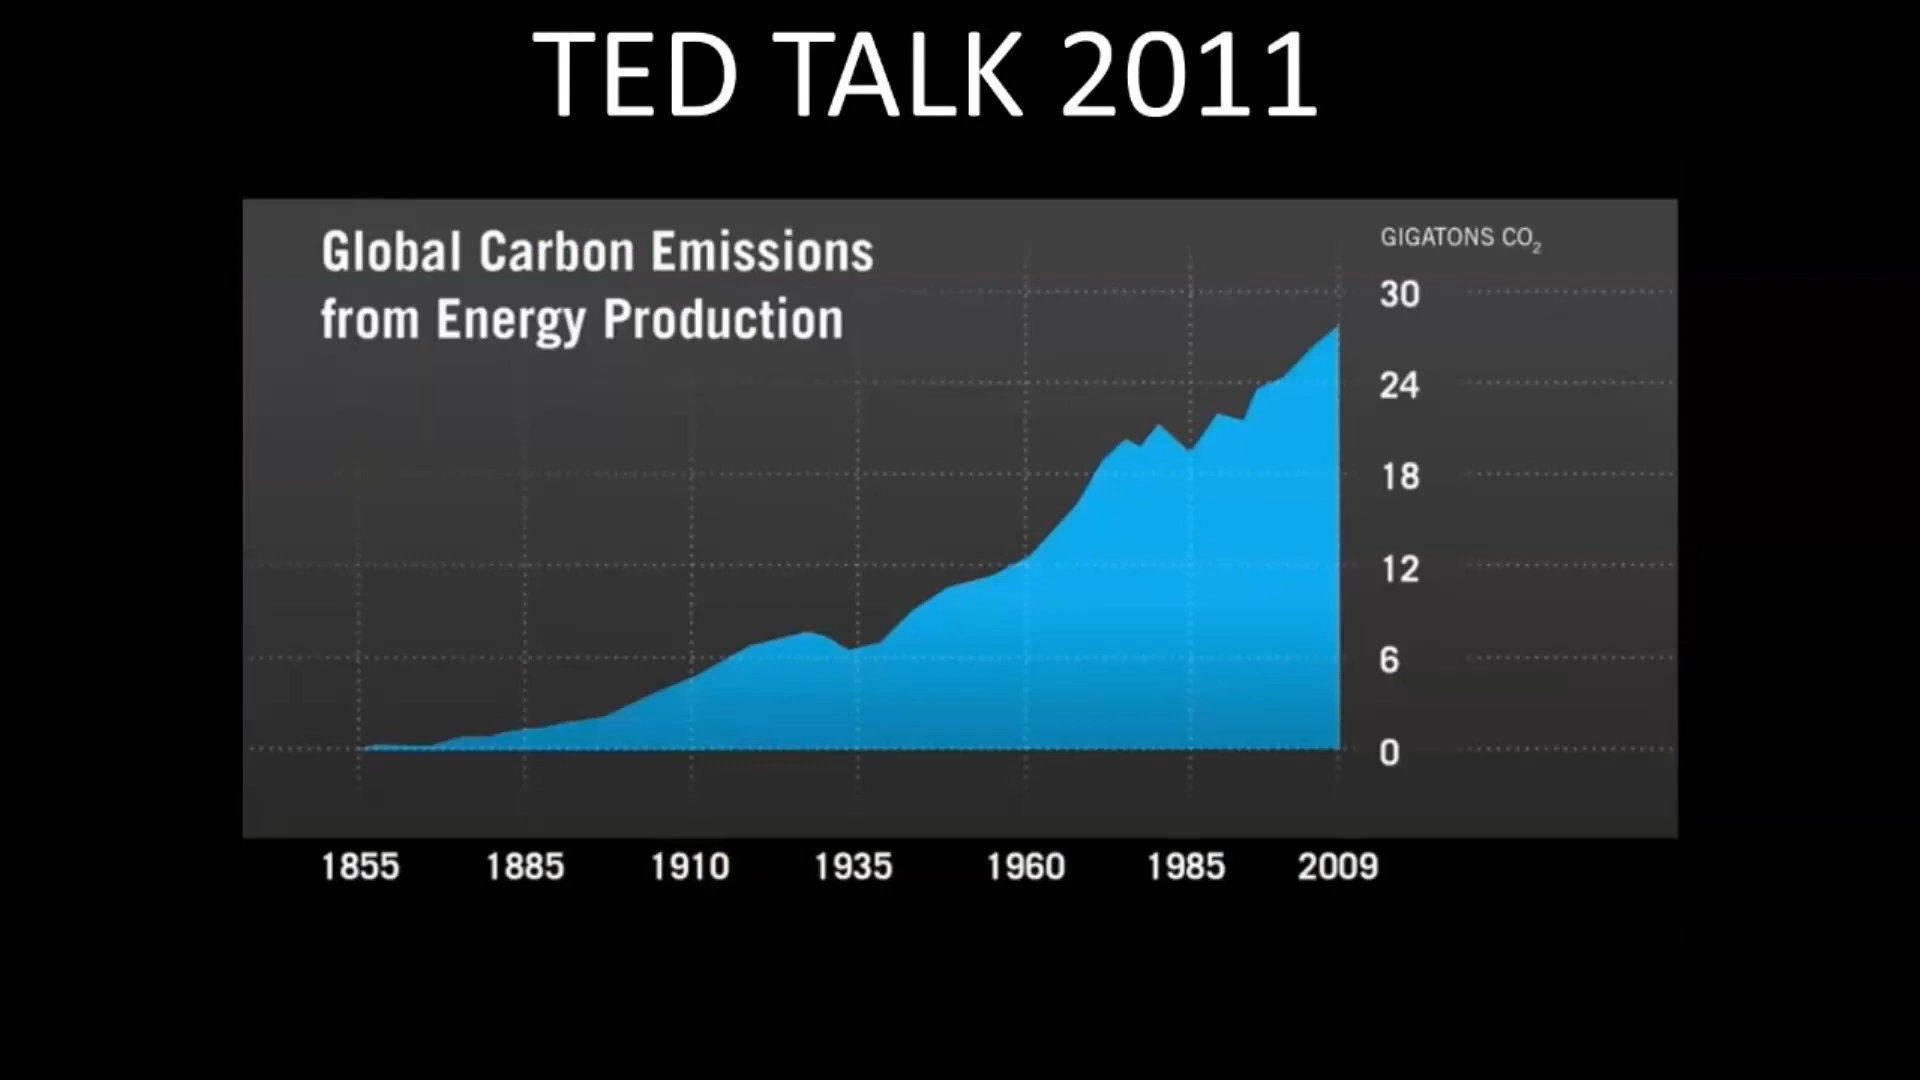 TED TALK 2011
Global Carbon Emissions
from Energy Production
GIGATONS CO₂
30
24
18
12
6
0
1855 1885 1910 1935 1960 1985 2009